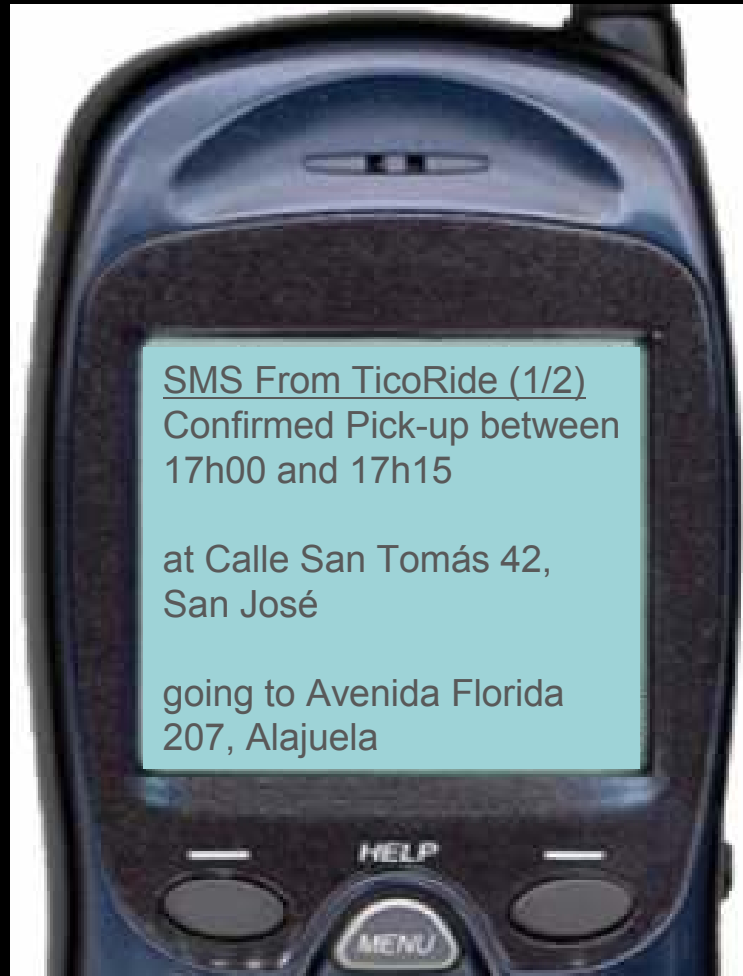 SMS From TicoRide (1/2)
Confirmed Pick-up between
17h00 and 17h15
at Calle San Tomás 42,
San José
going to Avenida Florida
207, Alajuela
HELP
MENU